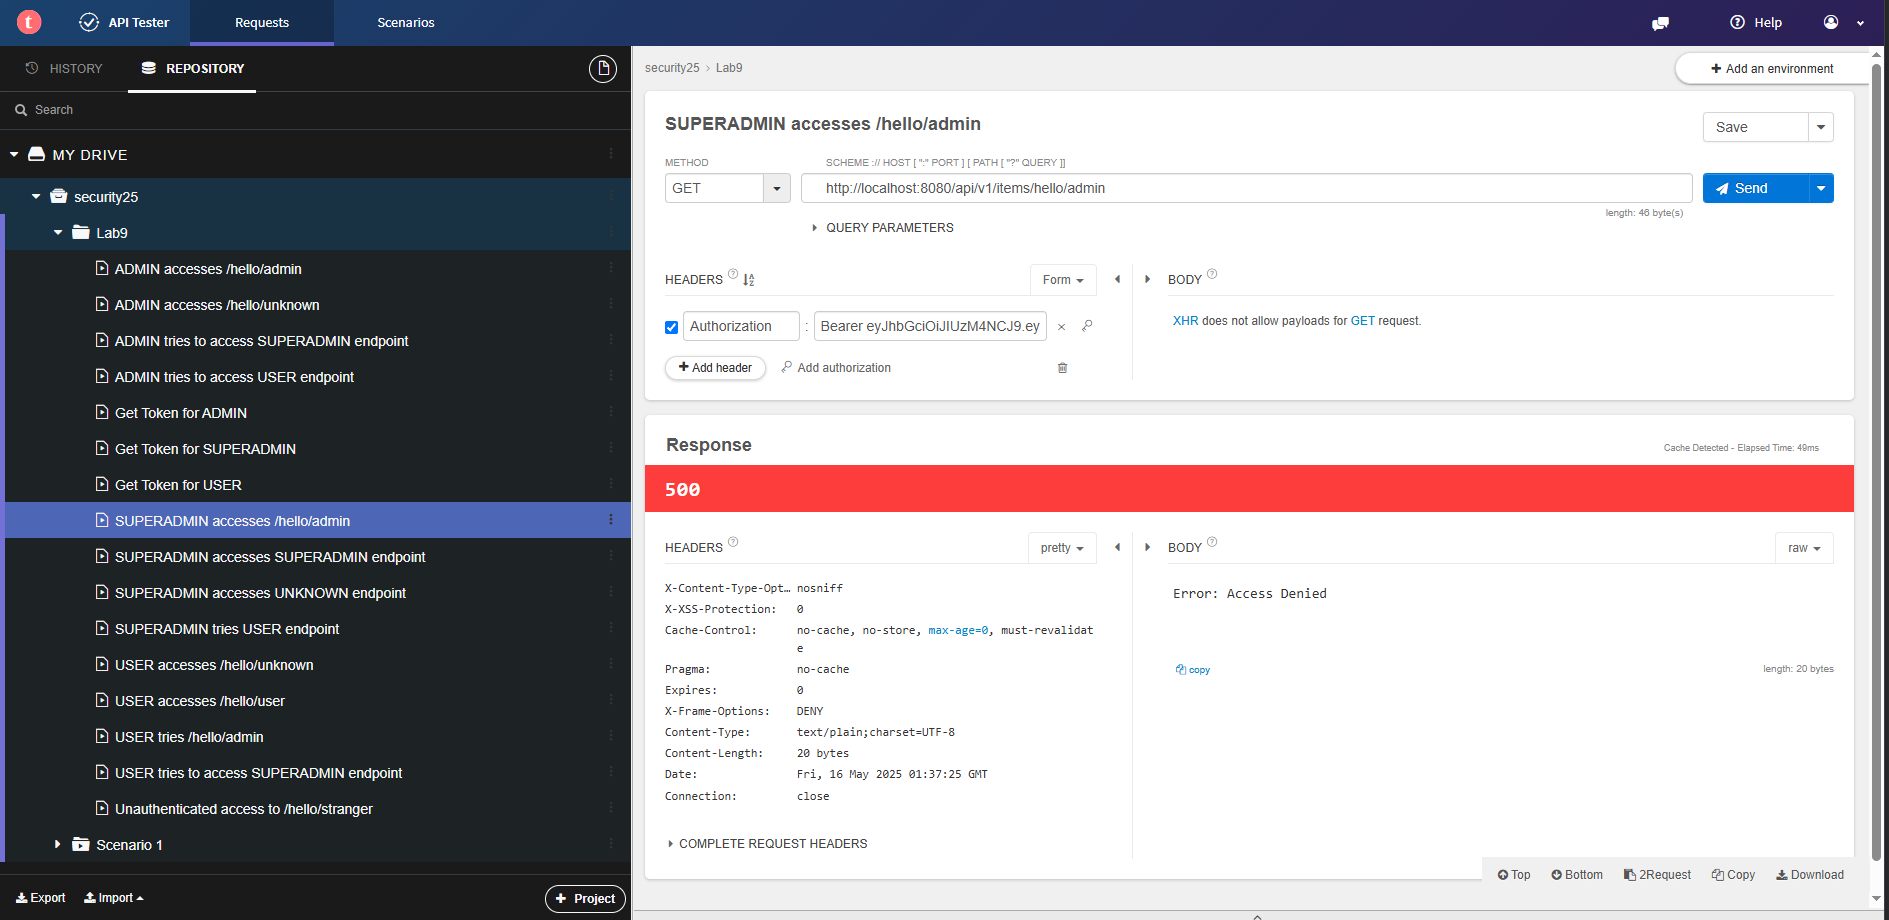 t API Tester Requests Scenarios Help
HISTORY REPOSITORY
Search
MY DRIVE
security25
Lab9
ADMIN accesses /hello/admin
ADMIN accesses /hello/unknown
ADMIN tries to access SUPERADMIN endpoint
ADMIN tries to access USER endpoint
Get Token for ADMIN
Get Token for SUPERADMIN
Get Token for USER
SUPERADMIN accesses /hello/admin
SUPERADMIN accesses SUPERADMIN endpoint
SUPERADMIN accesses UNKNOWN endpoint
SUPERADMIN tries USER endpoint
USER accesses /hello/unknown
USER accesses /hello/user
USER tries /hello/admin
USER tries to access SUPERADMIN endpoint
Unauthenticated access to /hello/stranger
Scenario 1
Export Import + Project
security25 › Lab9
+ Add an environment
SUPERADMIN accesses /hello/admin
Save
METHOD SCHEME :// HOST [ ":" PORT ] [ PATH [ "?" QUERY ]]
GET http://localhost:8080/api/v1/items/hello/admin Send
length: 46 byte(s)
QUERY PARAMETERS
HEADERS ? Form BODY ?
Authorization : Bearer eyJhbGciOiJIUzM4NCJ9.ey ×
XHR does not allow payloads for GET request.
+ Add header Add authorization
Response
Cache Detected - Elapsed Time: 49ms
500
HEADERS ? pretty BODY ? raw
X-Content-Type-Opt... nosniff
X-XSS-Protection: 0
Cache-Control: no-cache, no-store, max-age=0, must-revalidat
e
Pragma: no-cache
Expires: 0
X-Frame-Options: DENY
Content-Type: text/plain;charset=UTF-8
Content-Length: 20 bytes
Date: Fri, 16 May 2025 01:37:25 GMT
Connection: close
Error: Access Denied
copy length: 20 bytes
COMPLETE REQUEST HEADERS
Top Bottom 2Request Copy Download